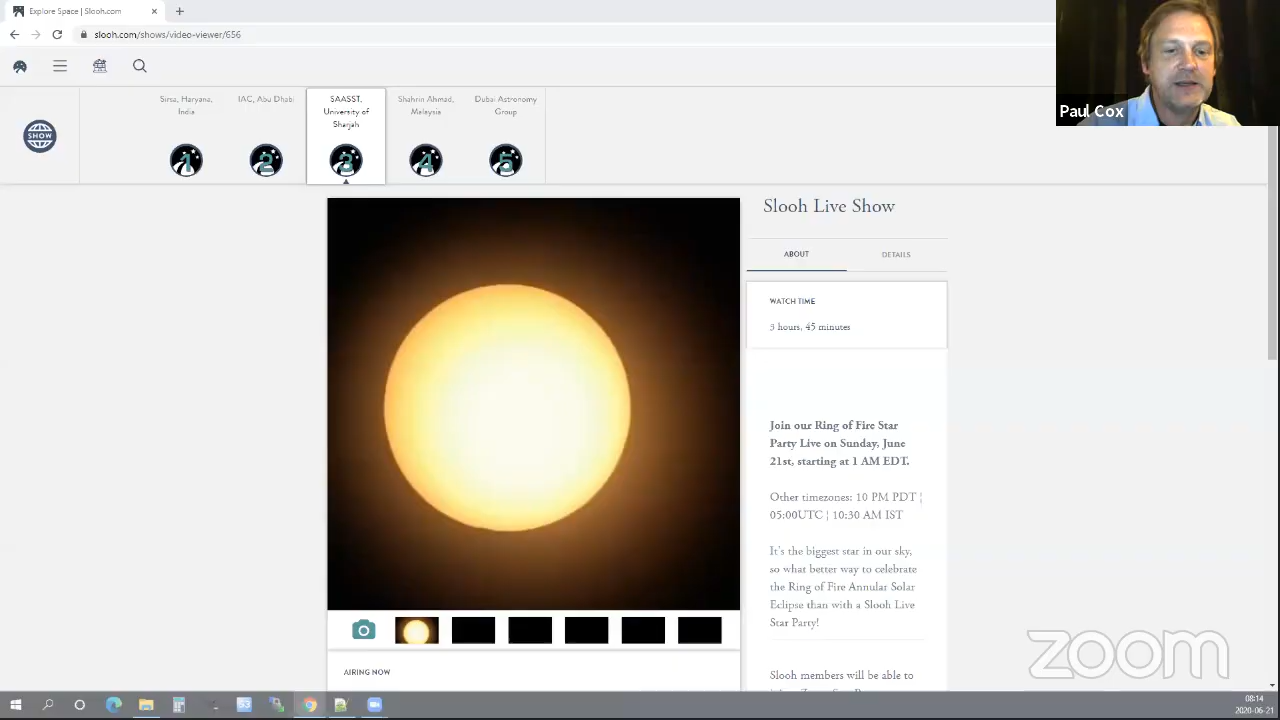 Explore Space | Slooh.com
slooh.com/shows/video-viewer/656
Paul Cox
SHOW
Sirsa, Haryana,
India
1
IAC, Abu Dhabi
2
SAASST,
University of
Sharjah
3
Shahrin Ahmad,
Malaysia
4
Dubai Astronomy
Group
5
Slooh Live Show
ABOUT
DETAILS
WATCH TIME
3 hours, 45 minutes
Join our Ring of Fire Star
Party Live on Sunday, June
21st, starting at 1 AM EDT.
Other timezones: 10 PM PDT ¦
05:00UTC ¦ 10:30 AM IST
It's the biggest star in our sky,
so what better way to celebrate
the Ring of Fire Annular Solar
Eclipse than with a Slooh Live
Star Party!
Slooh members will be able to
AIRING NOW
zoom
08:14
2020-06-21